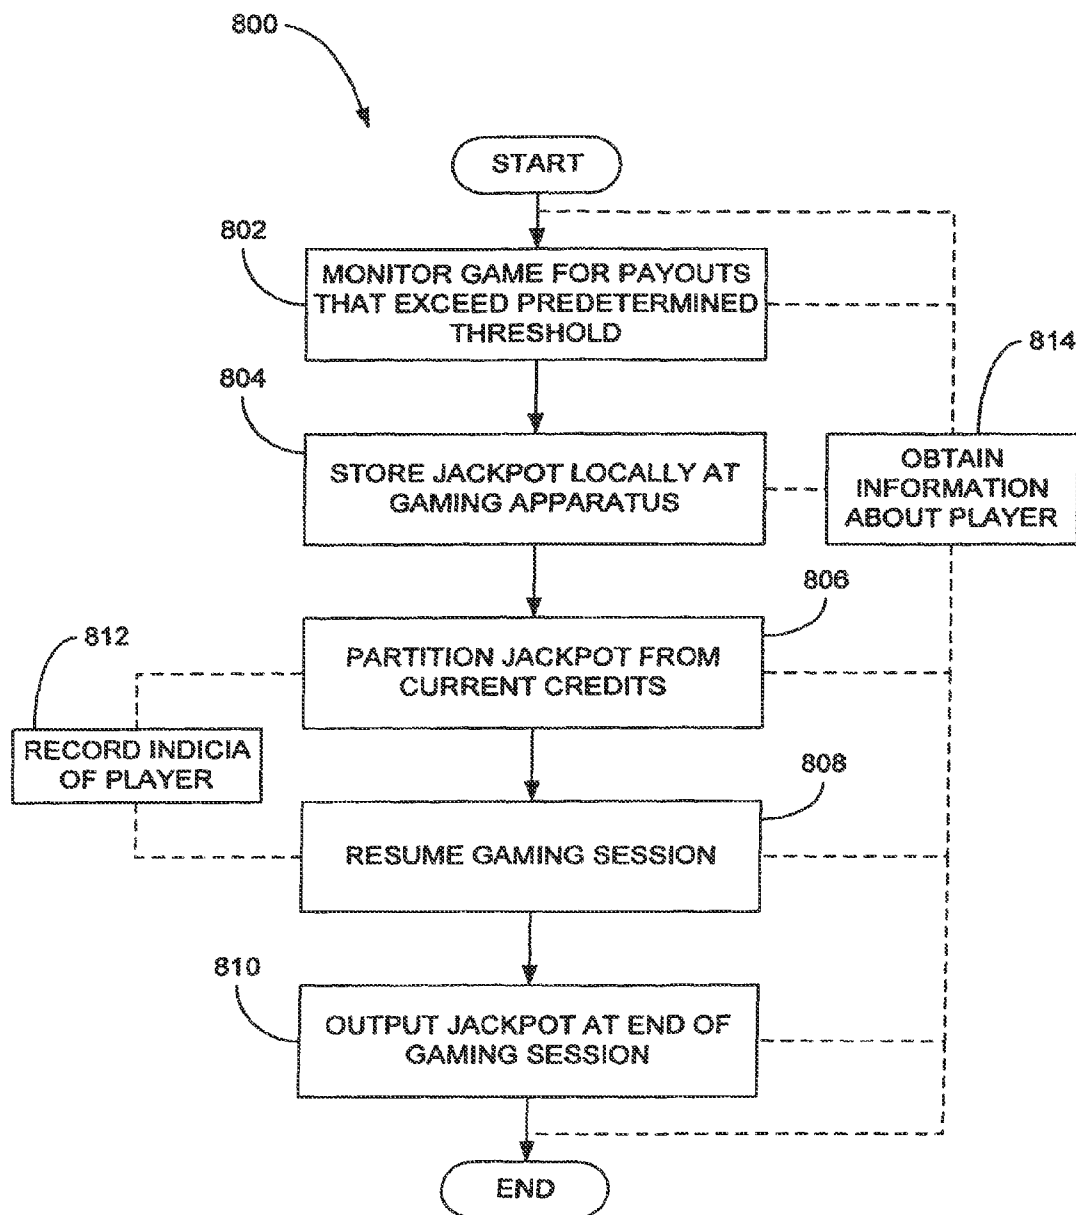 800
START
802
MONITOR GAME FOR PAYOUTS
THAT EXCEED PREDETERMINED
THRESHOLD
814
804
STORE JACKPOT LOCALLY AT
GAMING APPARATUS
OBTAIN
INFORMATION
ABOUT PLAYER
806
812
PARTITION JACKPOT FROM
CURRENT CREDITS
RECORD INDICIA
OF PLAYER
808
RESUME GAMING SESSION
810
OUTPUT JACKPOT AT END OF
GAMING SESSION
END